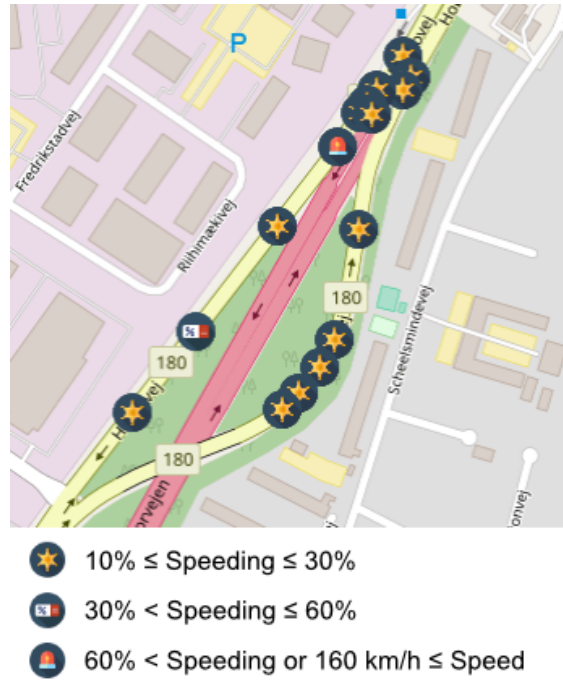 P
Fredrikstadvej
Riihimækivej
180
180
180
Scheelsmindevej
10% ≤ Speeding ≤ 30%
30% < Speeding ≤ 60%
60% < Speeding or 160 km/h ≤ Speed